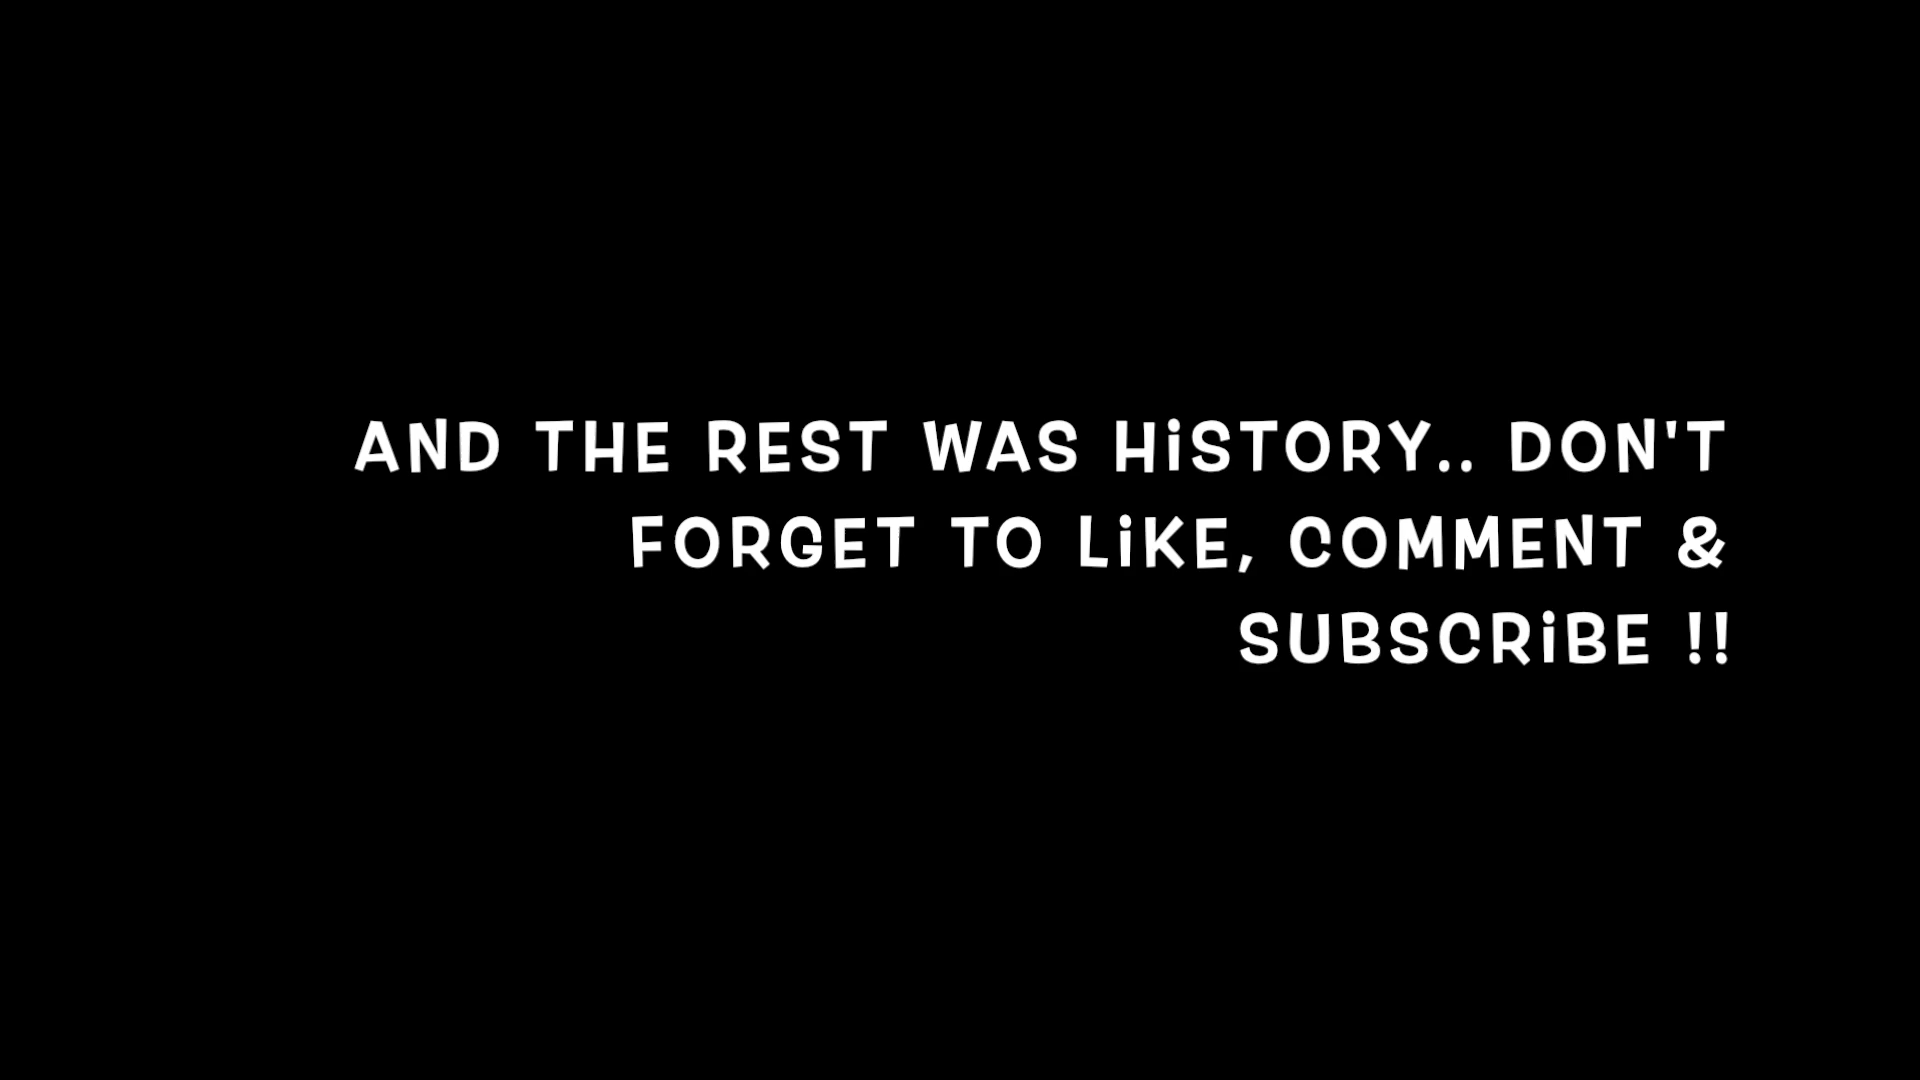 AND THE REST WAS HiSTORY.. DON'T
FORGET TO LiKE, COMMENT &
SUBSCRiBE !!